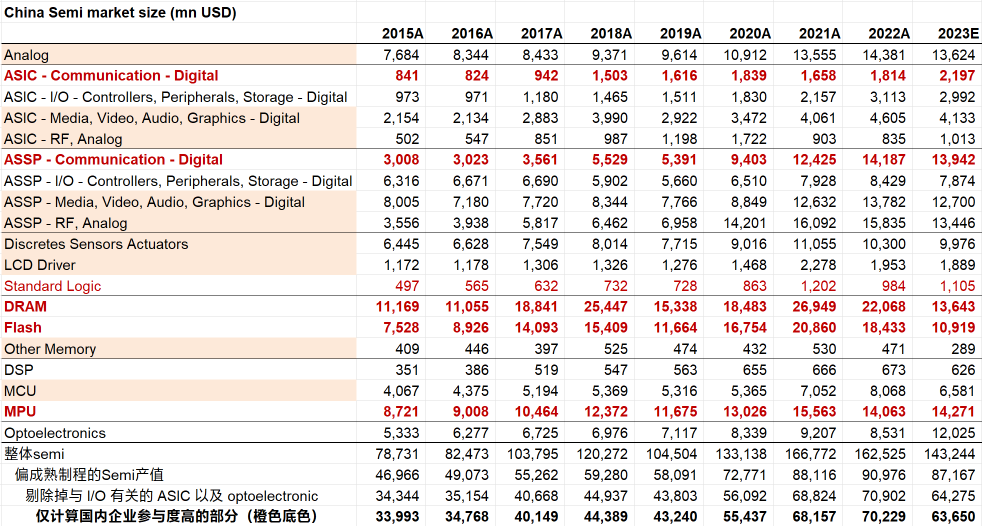 China Semi market size (mn USD)
2015A 2016A 2017A 2018A 2019A 2020A 2021A 2022A 2023E
Analog 7,684 8,344 8,433 9,371 9,614 10,912 13,555 14,381 13,624
ASIC - Communication - Digital 841 824 942 1,503 1,616 1,839 1,658 1,814 2,197
ASIC - I/O - Controllers, Peripherals, Storage - Digital 973 971 1,180 1,465 1,511 1,830 2,157 3,113 2,992
ASIC - Media, Video, Audio, Graphics - Digital 2,154 2,134 2,883 3,990 2,922 3,472 4,061 4,605 4,133
ASIC - RF, Analog 502 547 851 987 1,198 1,722 903 835 1,013
ASSP - Communication - Digital 3,008 3,023 3,561 5,529 5,391 9,403 12,425 14,187 13,942
ASSP - I/O - Controllers, Peripherals, Storage - Digital 6,316 6,671 6,690 5,902 5,660 6,510 7,928 8,429 7,874
ASSP - Media, Video, Audio, Graphics - Digital 8,005 7,180 7,720 8,344 7,766 8,849 12,632 13,782 12,700
ASSP - RF, Analog 3,556 3,938 5,817 6,462 6,958 14,201 16,092 15,835 13,446
Discretes Sensors Actuators 6,445 6,628 7,549 8,014 7,715 9,016 11,055 10,300 9,976
LCD Driver 1,172 1,178 1,306 1,326 1,276 1,468 2,278 1,953 1,889
Standard Logic 497 565 632 732 728 863 1,202 984 1,105
DRAM 11,169 11,055 18,841 25,447 15,338 18,483 26,949 22,068 13,643
Flash 7,528 8,926 14,093 15,409 11,664 16,754 20,860 18,433 10,919
Other Memory 409 446 397 525 474 432 530 471 289
DSP 351 386 519 547 563 655 666 673 626
MCU 4,067 4,375 5,194 5,369 5,316 5,365 7,052 8,068 6,581
MPU 8,721 9,008 10,464 12,372 11,675 13,026 15,563 14,063 14,271
Optoelectronics 5,333 6,277 6,725 6,976 7,117 8,339 9,207 8,531 12,025
整体semi 78,731 82,473 103,795 120,272 104,504 133,138 166,772 162,525 143,244
偏成熟制程的Semi产值 46,966 49,073 55,262 59,280 58,091 72,771 88,116 90,976 87,167
剔除掉与 I/O 有关的 ASIC 以及 optoelectronic 34,344 35,154 40,668 44,937 43,803 56,092 68,824 70,902 64,275
仅计算国内企业参与度高的部分（橙色底色） 33,993 34,768 40,149 44,389 43,240 55,437 68,157 70,229 63,650